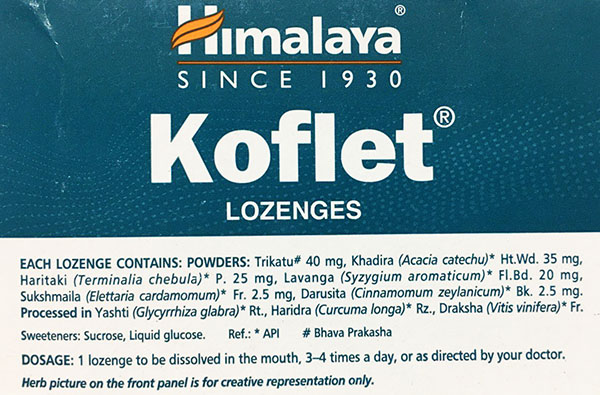 Himalaya®
SINCE 1930
Koflet®
LOZENGES
EACH LOZENGE CONTAINS: POWDERS: Trikatu# 40 mg, Khadira (Acacia catechu)* Ht.Wd. 35 mg,
Haritaki (Terminalia chebula)* P. 25 mg, Lavanga (Syzygium aromaticum)* Fl.Bd. 20 mg,
Sukshmaila (Elettaria cardamomum)* Fr. 2.5 mg, Darusita (Cinnamomum zeylanicum)* Bk. 2.5 mg.
Processed in Yashti (Glycyrrhiza glabra)* Rt., Haridra (Curcuma longa)* Rz., Draksha (Vitis vinifera)* Fr.
Sweeteners: Sucrose, Liquid glucose. Ref.: * API # Bhava Prakasha
DOSAGE: 1 lozenge to be dissolved in the mouth, 3–4 times a day, or as directed by your doctor.
Herb picture on the front panel is for creative representation only.